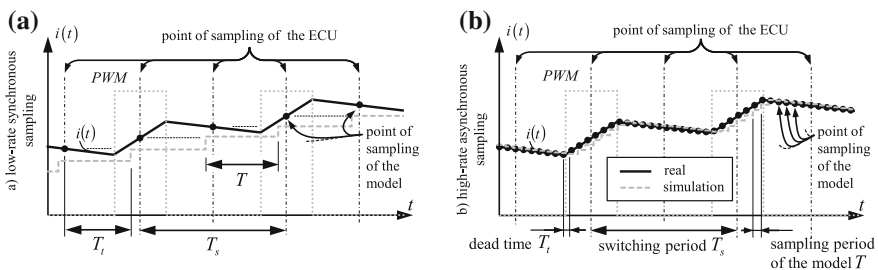 (a)
i(t)
point of sampling of the ECU
PWM
a) low-rate synchronous
sampling
i(t)
T
point of
sampling
of the
model
t
T_t
T_s
(b)
i(t)
point of sampling of the ECU
PWM
b) high-rate asynchronous
sampling
i(t)
real
simulation
point of
sampling
of the
model
t
dead time T_t
switching period T_s
sampling period
of the model T